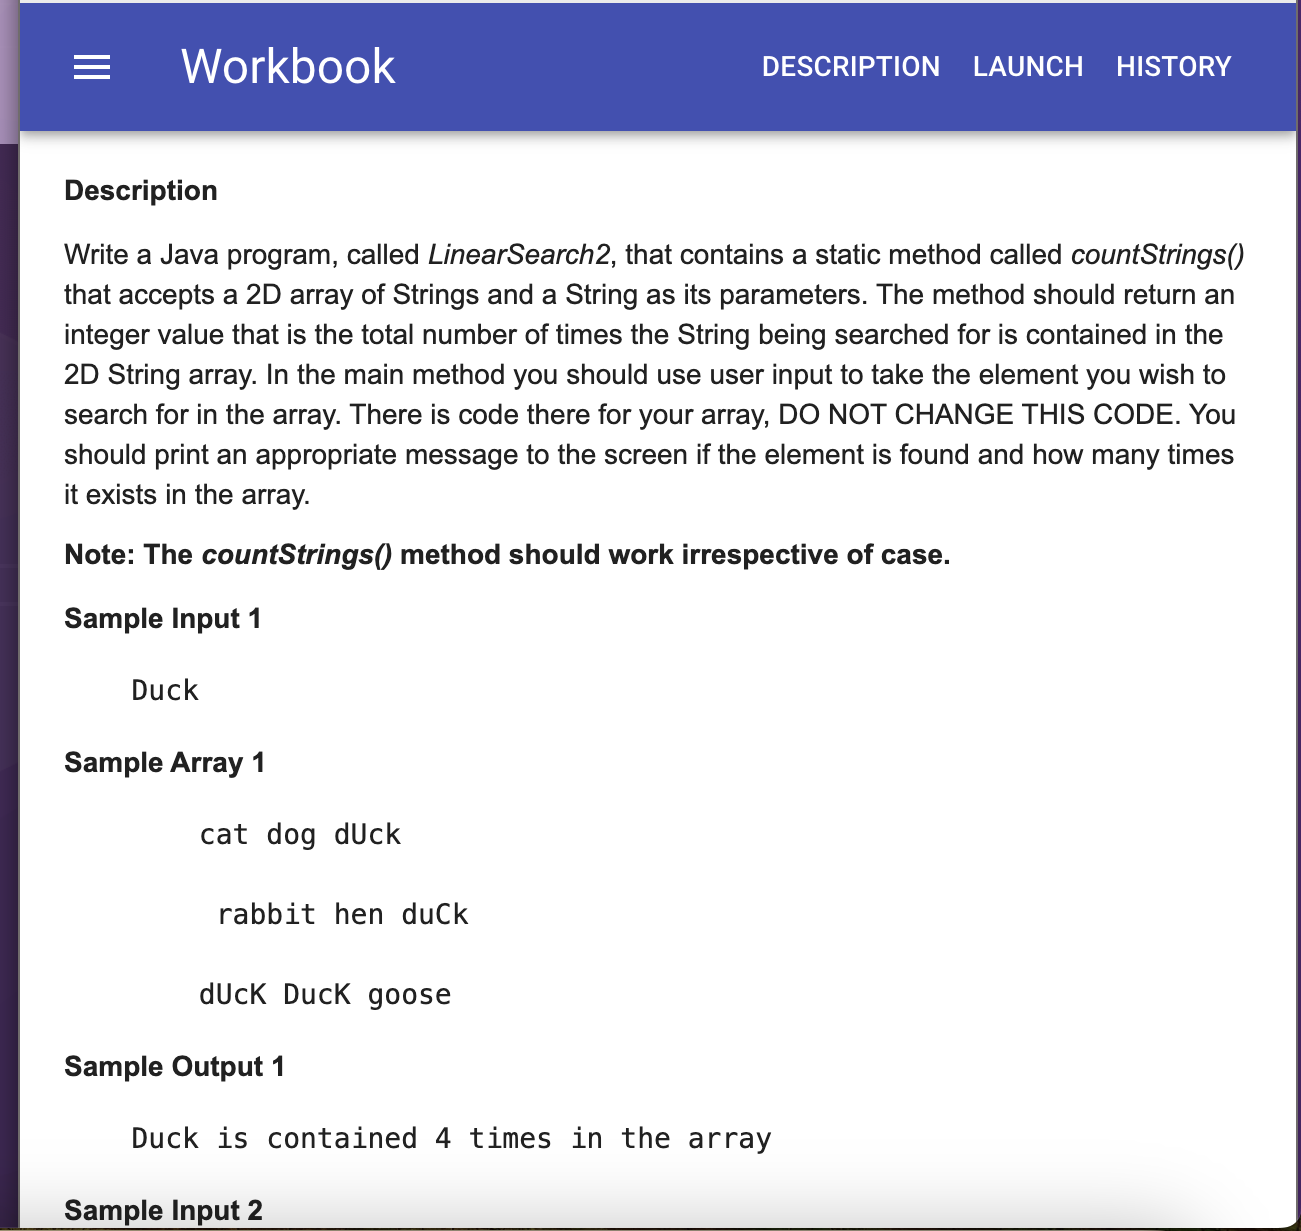 Workbook
DESCRIPTION LAUNCH HISTORY
Description
Write a Java program, called LinearSearch2, that contains a static method called countStrings()
that accepts a 2D array of Strings and a String as its parameters. The method should return an
integer value that is the total number of times the String being searched for is contained in the
2D String array. In the main method you should use user input to take the element you wish to
search for in the array. There is code there for your array, DO NOT CHANGE THIS CODE. You
should print an appropriate message to the screen if the element is found and how many times
it exists in the array.
Note: The countStrings() method should work irrespective of case.
Sample Input 1
Duck
Sample Array 1
cat dog dUck
rabbit hen duCk
dUcK DucK goose
Sample Output 1
Duck is contained 4 times in the array
Sample Input 2